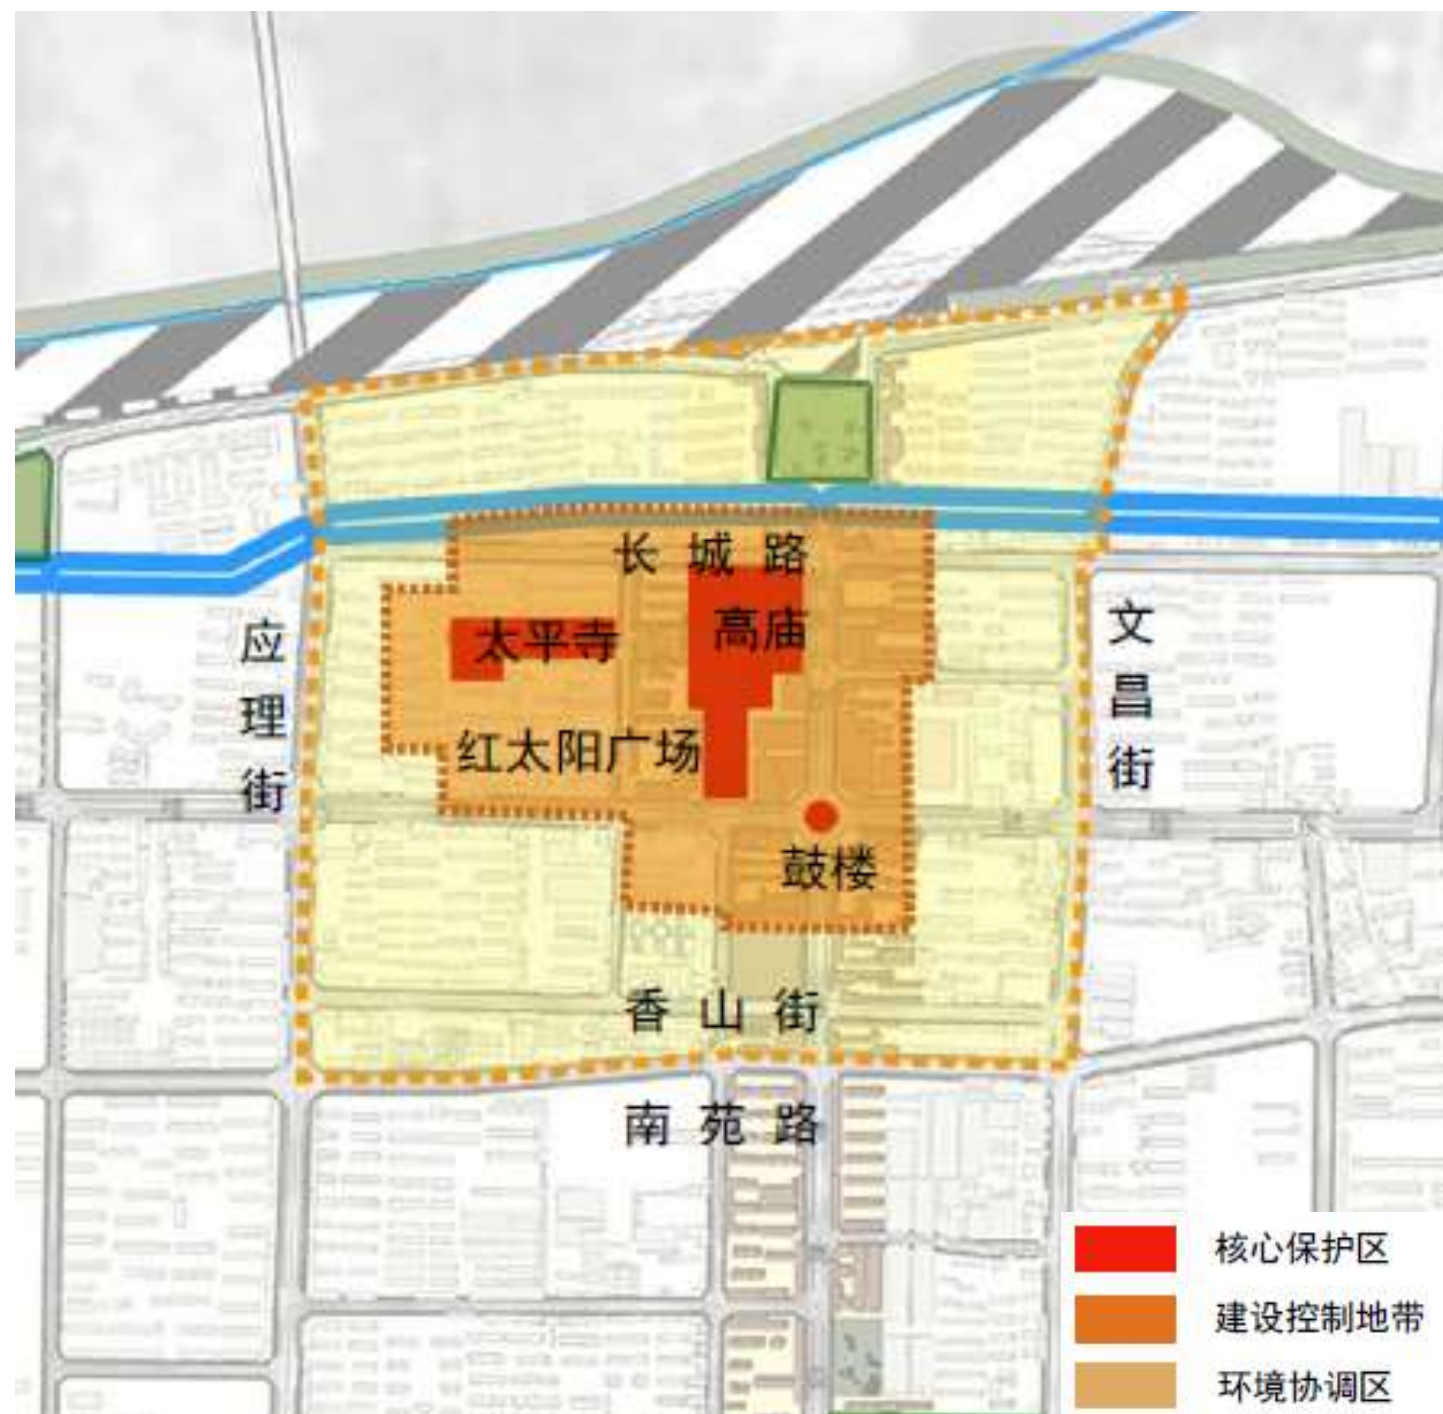 长城路
高庙
太平寺
应理街
文昌街
红太阳广场
鼓楼
香山街
南苑路
核心保护区
建设控制地带
环境协调区